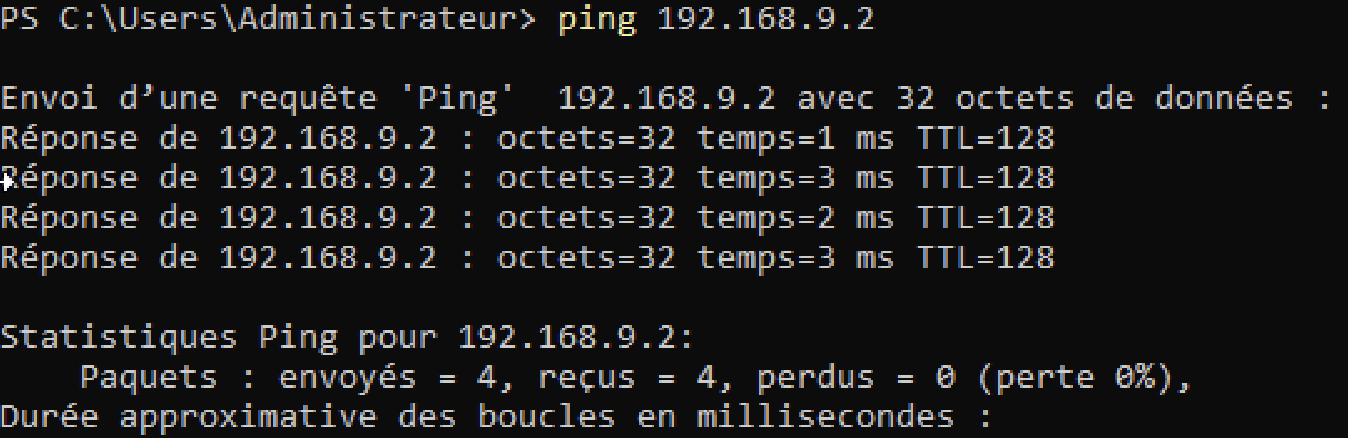 PS C:\Users\Administrateur> ping 192.168.9.2
Envoi d’une requête 'Ping'  192.168.9.2 avec 32 octets de données :
Réponse de 192.168.9.2 : octets=32 temps=1 ms TTL=128
Réponse de 192.168.9.2 : octets=32 temps=3 ms TTL=128
Réponse de 192.168.9.2 : octets=32 temps=2 ms TTL=128
Réponse de 192.168.9.2 : octets=32 temps=3 ms TTL=128
Statistiques Ping pour 192.168.9.2:
    Paquets : envoyés = 4, reçus = 4, perdus = 0 (perte 0%),
Durée approximative des boucles en millisecondes :